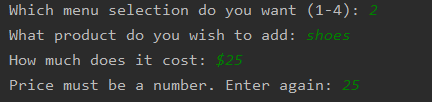 Which menu selection do you want (1-4): 2
What product do you wish to add: shoes
How much does it cost: $25
Price must be a number. Enter again: 25